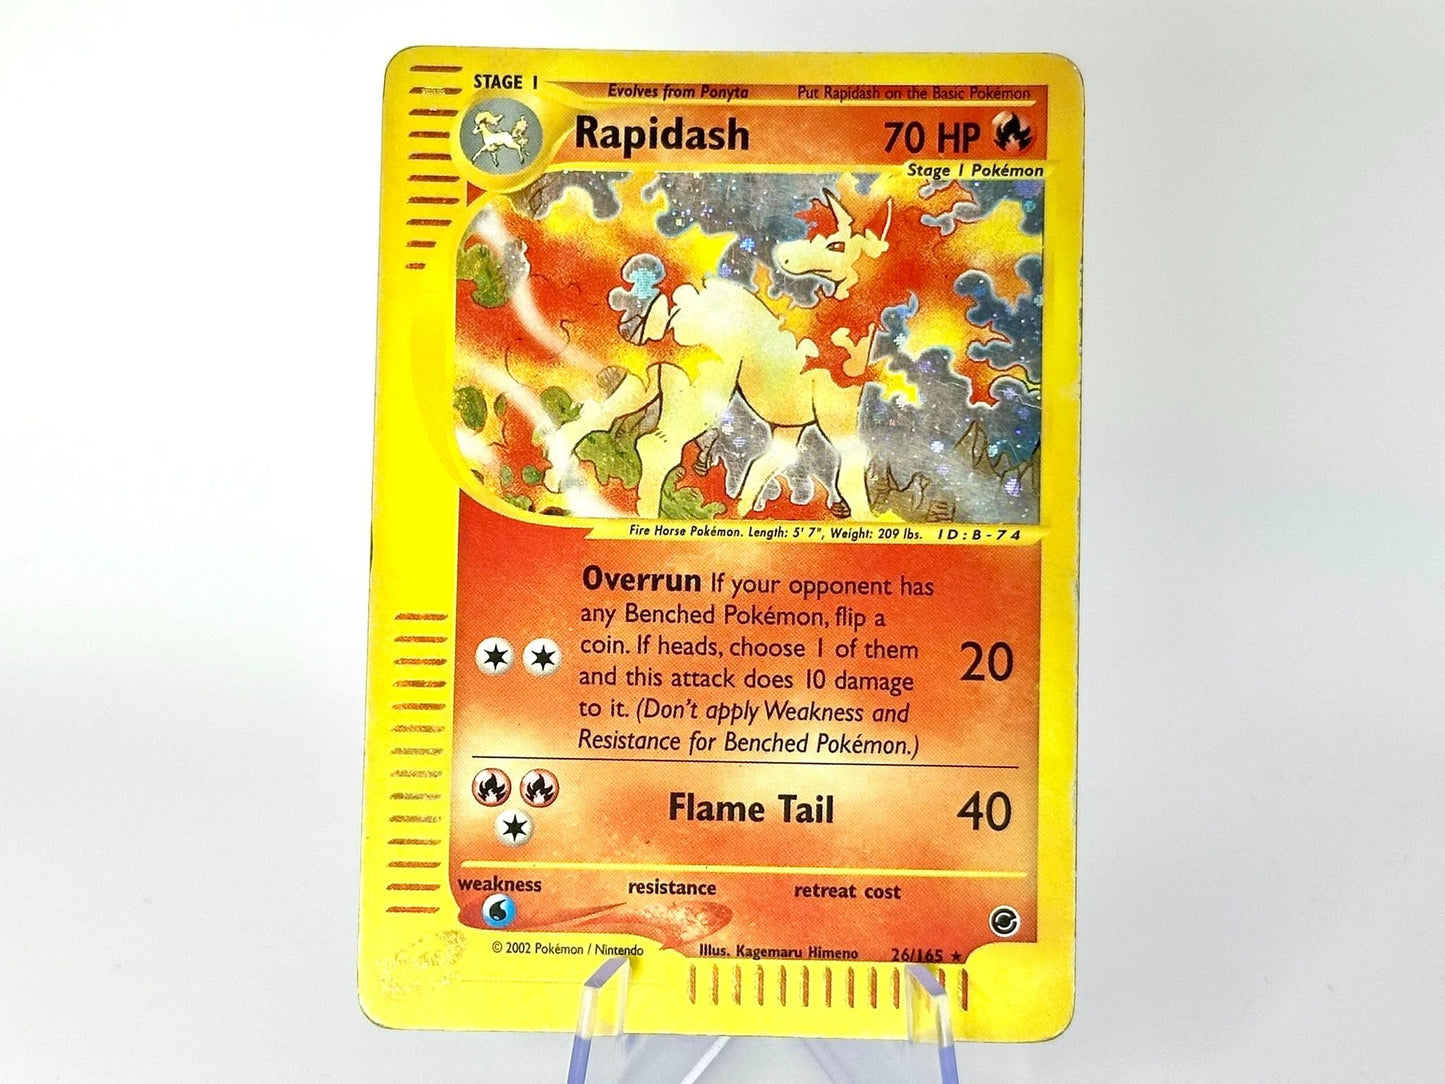 STAGE 1
Evolves from Ponyta
Put Rapidash on the Basic Pokémon
Rapidash
70 HP
Stage 1 Pokémon
Fire Horse Pokémon. Length: 5' 7", Weight: 209 lbs. ID:B-74
Overrun If your opponent has
any Benched Pokémon, flip a
coin. If heads, choose 1 of them
and this attack does 10 damage
to it. (Don't apply Weakness and
Resistance for Benched Pokémon.)
20
Flame Tail
40
weakness
resistance
retreat cost
© 2002 Pokémon / Nintendo
Illus. Kagemaru Himeno
26/165 ★